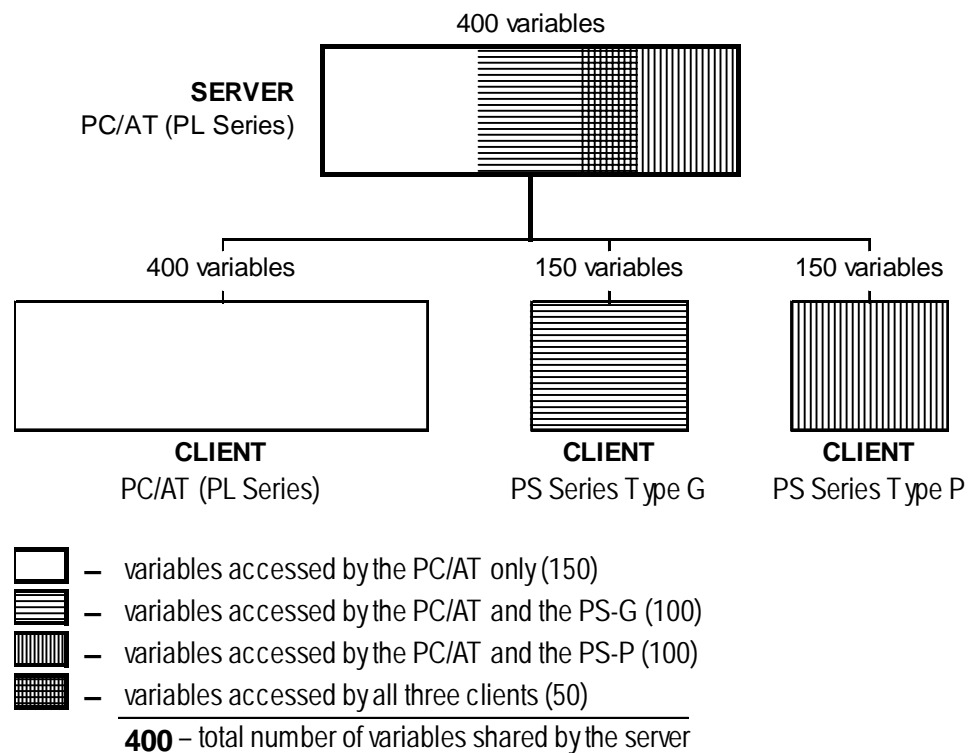 400 variables
SERVER
PC/AT (PL Series)
400 variables
150 variables
150 variables
CLIENT
PC/AT (PL Series)
CLIENT
PS Series Type G
CLIENT
PS Series Type P
– variables accessed by the PC/AT only (150)
– variables accessed by the PC/AT and the PS-G (100)
– variables accessed by the PC/AT and the PS-P (100)
– variables accessed by all three clients (50)
400 – total number of variables shared by the server